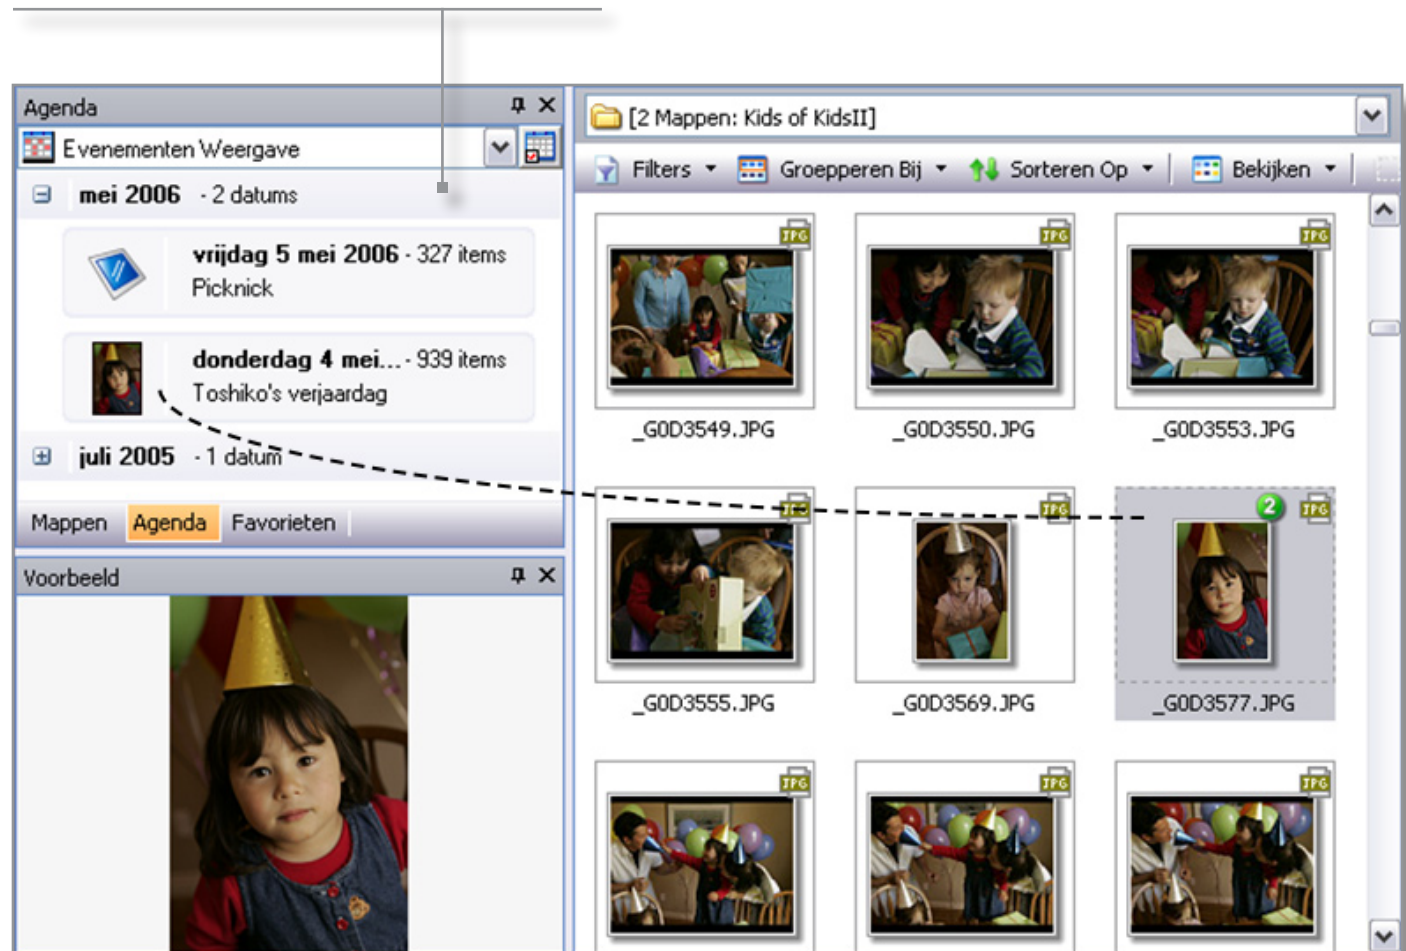 Agenda
Evenementen Weergave
mei 2006 - 2 datums
vrijdag 5 mei 2006 - 327 items
Picknick
donderdag 4 mei... - 939 items
Toshiko's verjaardag
juli 2005 - 1 datum
Mappen Agenda Favorieten
Voorbeeld
[2 Mappen: Kids of KidsII]
Filters Groepperen Bij Sorteren Op Bekijken
JPG JPG JPG
_G0D3549.JPG _G0D3550.JPG _G0D3553.JPG
JPG JPG 2 JPG
_G0D3555.JPG _G0D3569.JPG _G0D3577.JPG
JPG JPG JPG